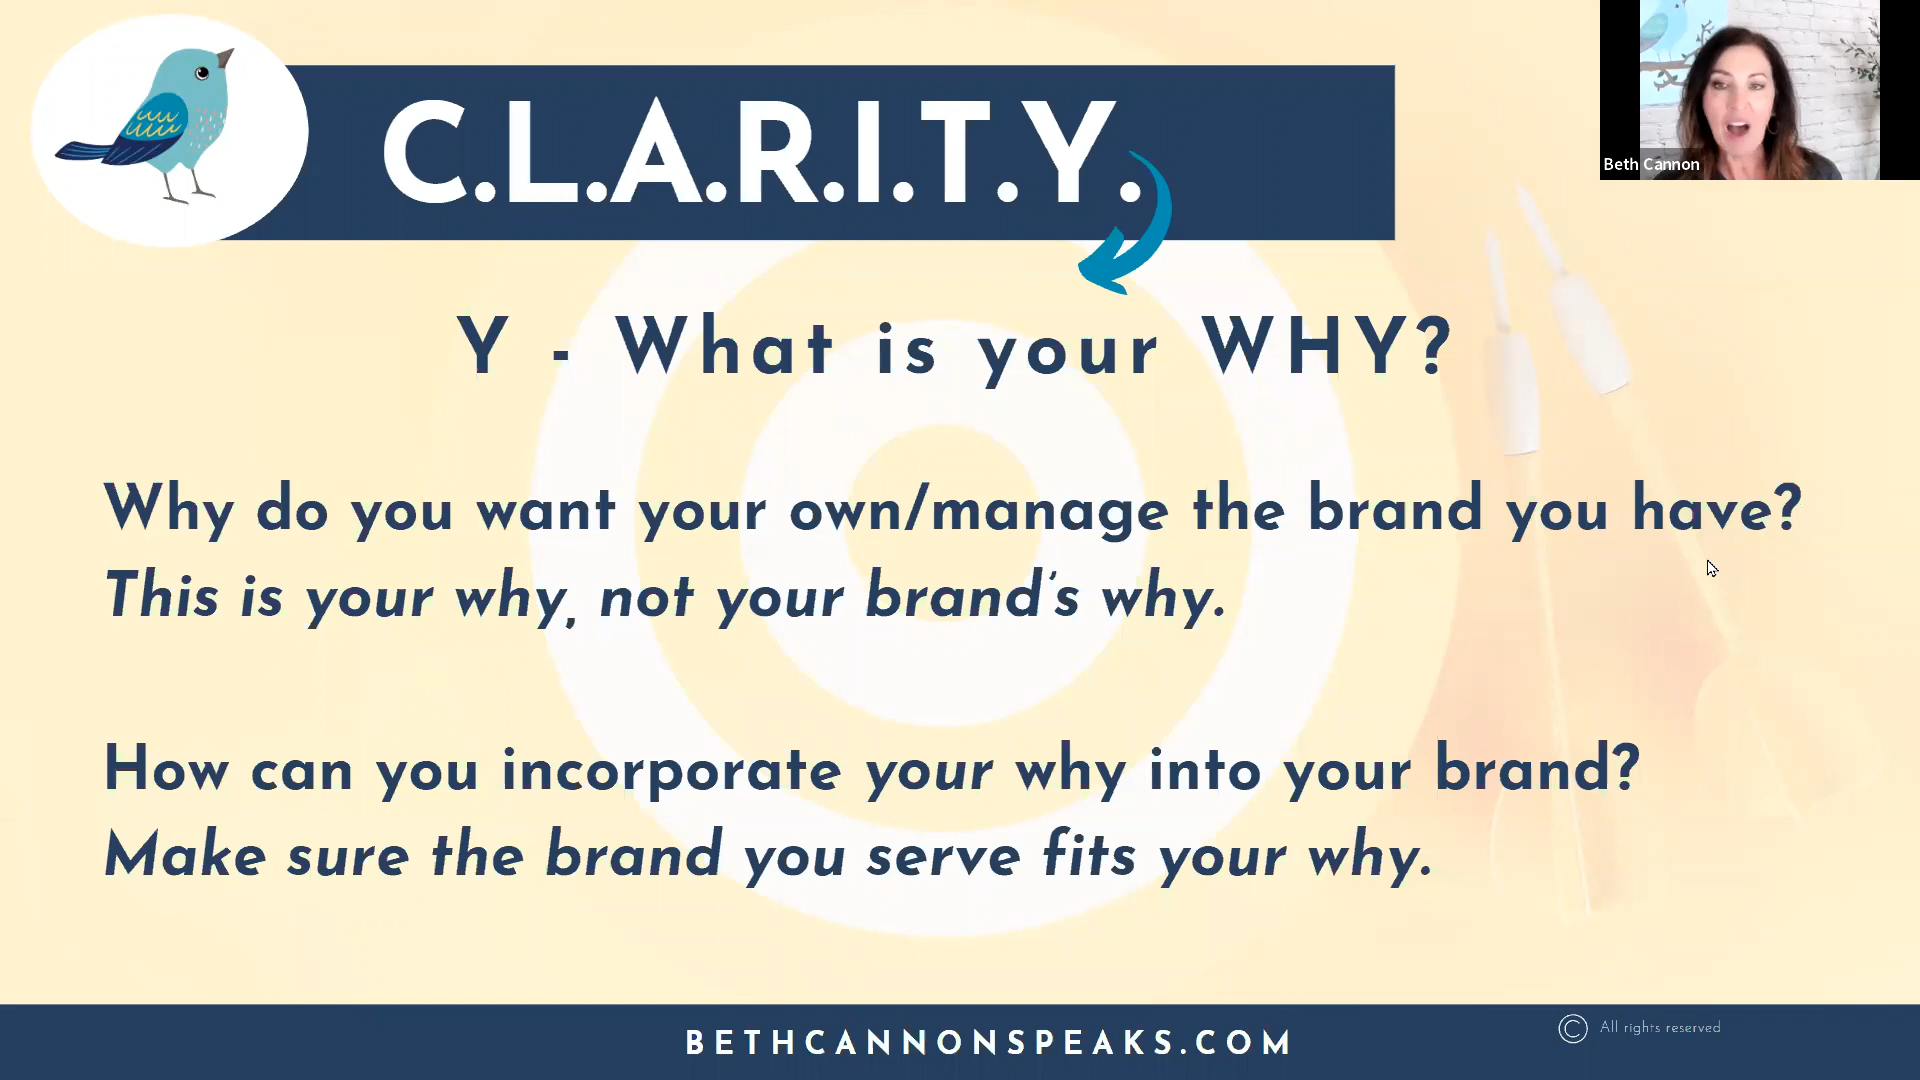 C.L.A.R.I.T.Y.
Beth Cannon
Y - What is your WHY?
Why do you want your own/manage the brand you have?
This is your why, not your brand's why.
How can you incorporate your why into your brand?
Make sure the brand you serve fits your why.
BETHCANNONSPEAKS.COM
© All rights reserved